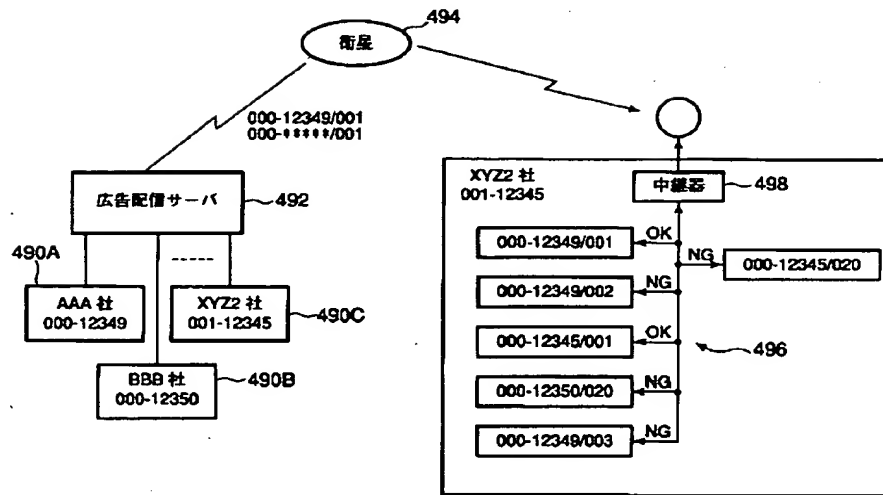 494
衛星
000-12349/001
000-*****/001
広告配信サーバ
492
490A
AAA 社
000-12349
XYZ2 社
001-12345
490C
BBB 社
000-12350
490B
XYZ2 社
001-12345
中継器
498
000-12349/001
OK
NG
000-12345/020
000-12349/002
NG
000-12345/001
OK
496
000-12350/020
NG
000-12349/003
NG